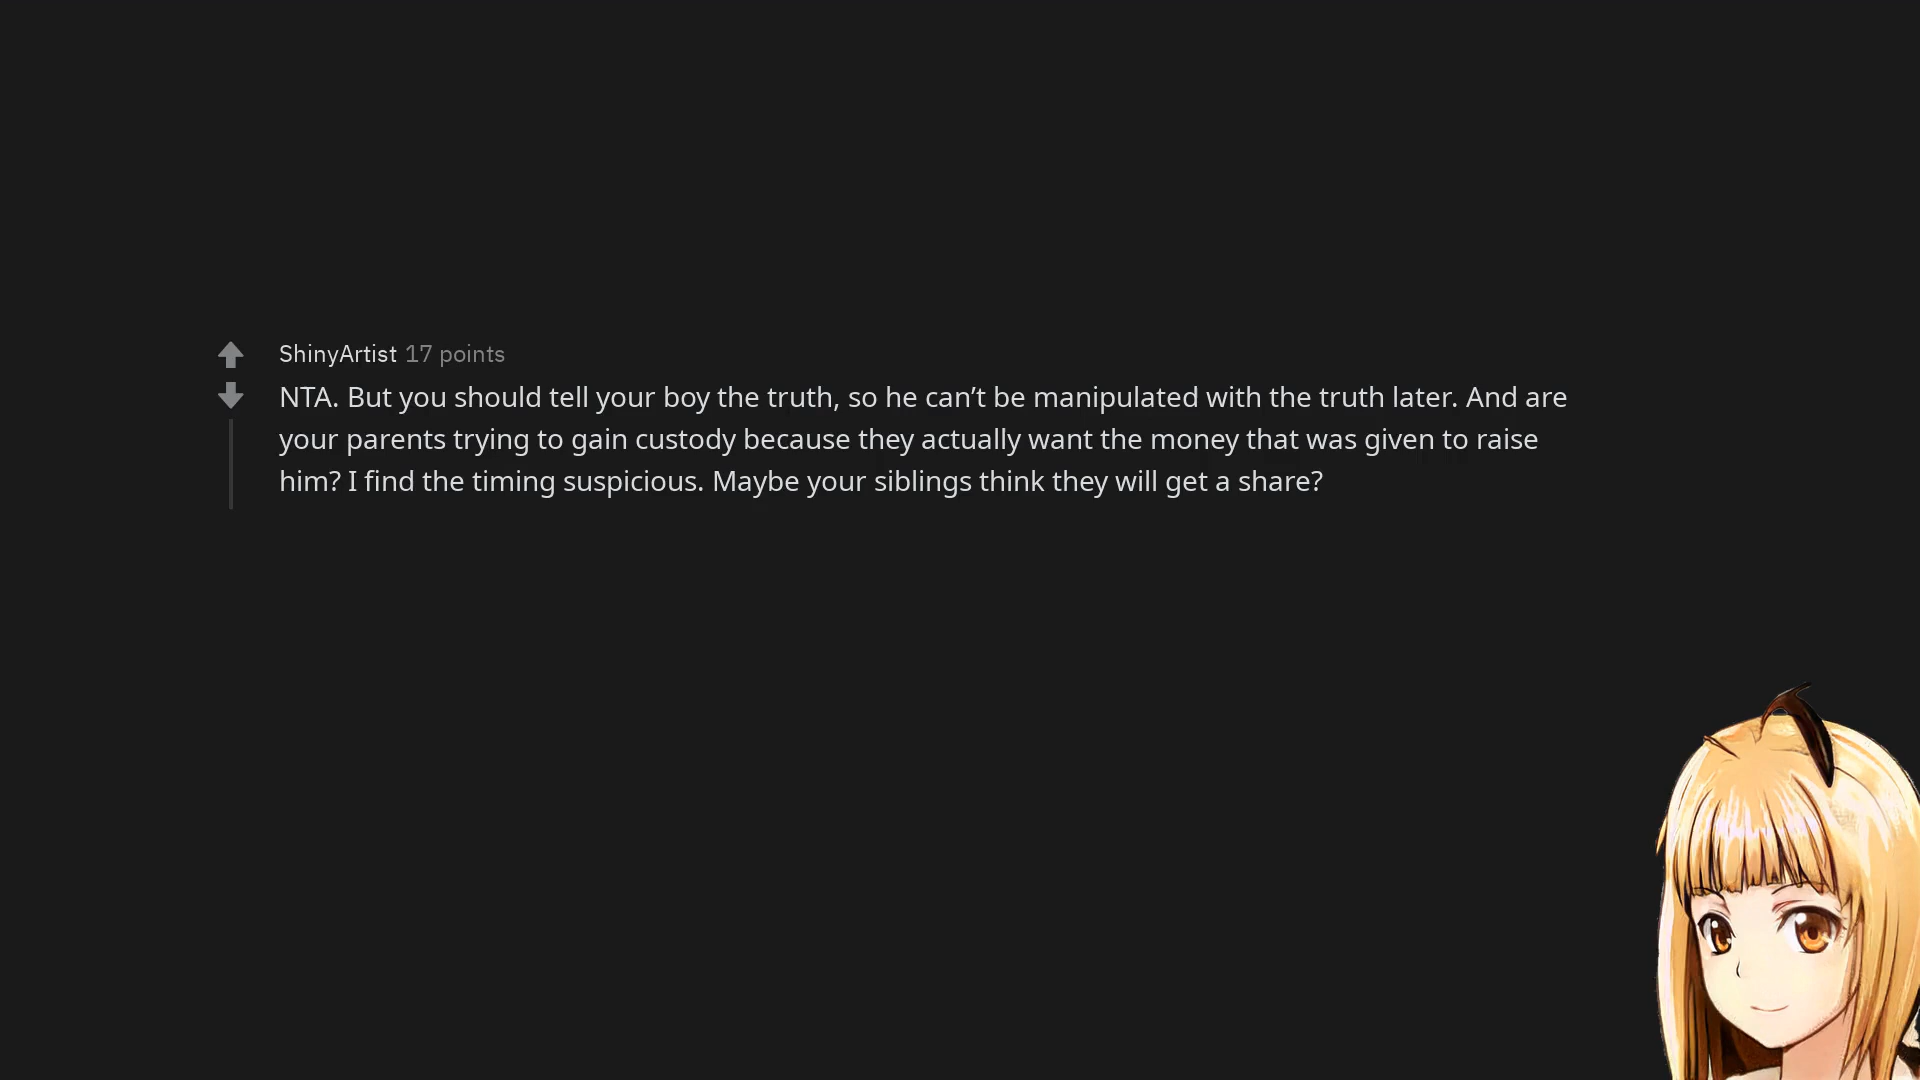 ShinyArtist 17 points
NTA. But you should tell your boy the truth, so he can’t be manipulated with the truth later. And are
your parents trying to gain custody because they actually want the money that was given to raise
him? I find the timing suspicious. Maybe your siblings think they will get a share?